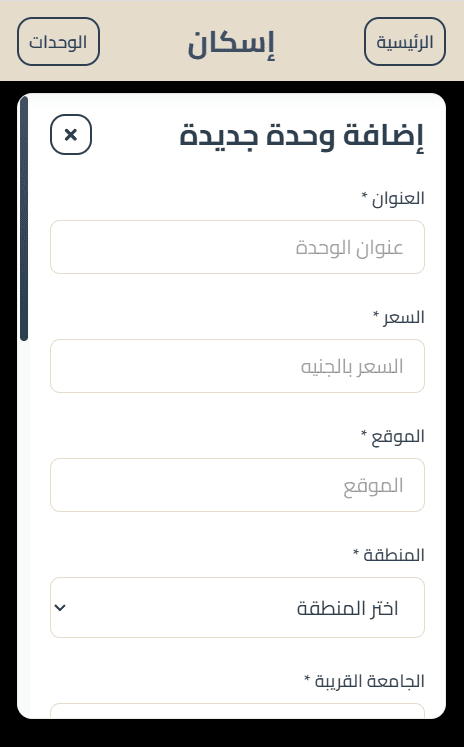 الرئيسية
إسكان
الوحدات
إضافة وحدة جديدة
العنوان *
عنوان الوحدة
السعر *
السعر بالجنيه
الموقع *
الموقع
المنطقة *
اختر المنطقة
الجامعة القريبة *